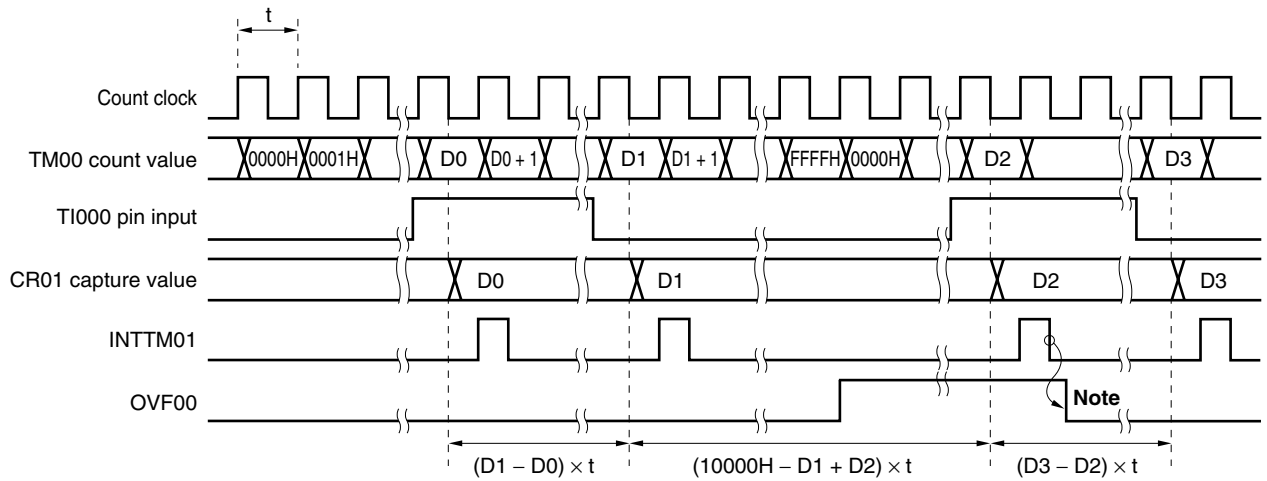 t
Count clock
TM00 count value 0000H 0001H D0 D0 + 1 D1 D1 + 1 FFFFH 0000H D2 D3
TI000 pin input
CR01 capture value D0 D1 D2 D3
INTTM01
OVF00 Note
(D1 − D0) × t (10000H − D1 + D2) × t (D3 − D2) × t